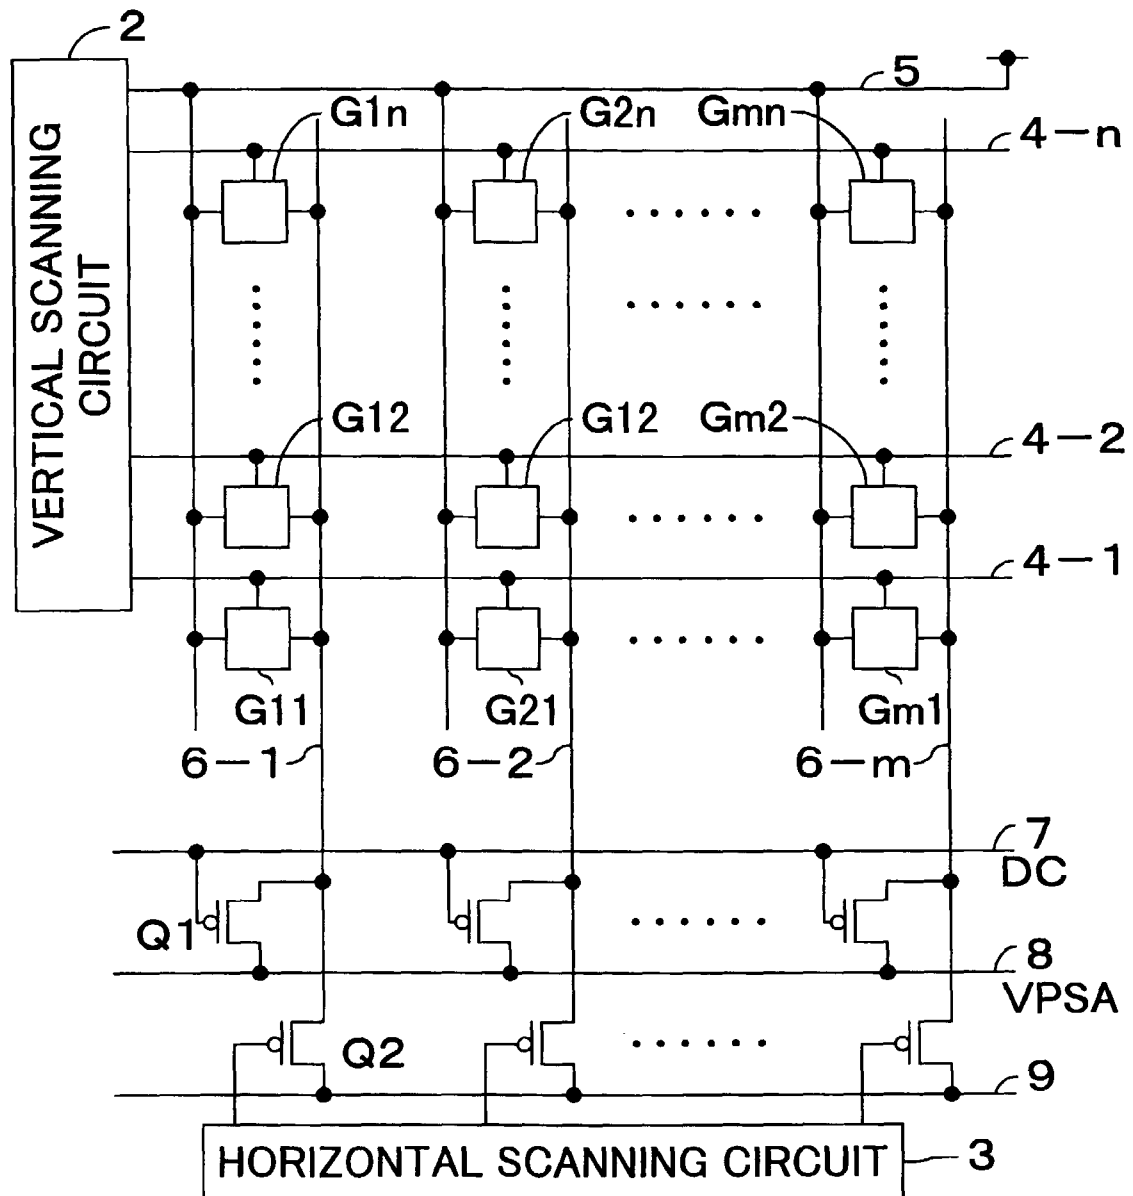 2
VERTICAL SCANNING
CIRCUIT
5
G1n
G2n
Gmn
4-n
G12
G12
Gm2
4-2
4-1
G11
G21
Gm1
6-1
6-2
6-m
7
DC
Q1
8
VPSA
Q2
9
HORIZONTAL SCANNING CIRCUIT
3